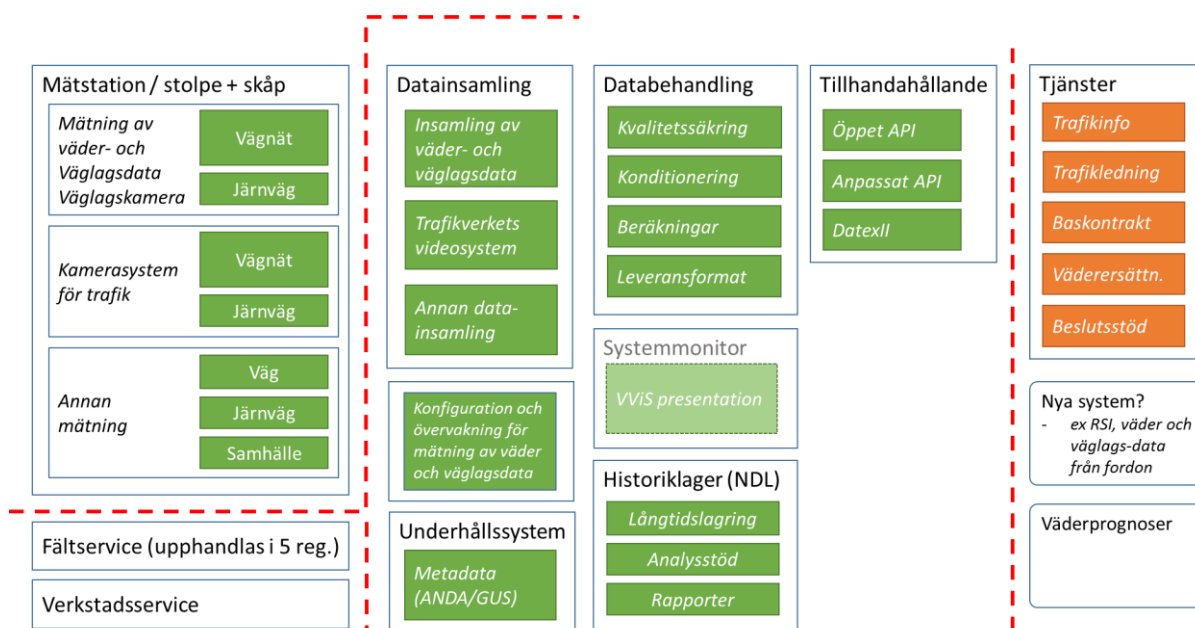 Mätstation / stolpe + skåp
Mätning av
väder- och
Väglagsdata
Väglagskamera
Vägnät
Järnväg
Kamerasystem
för trafik
Vägnät
Järnväg
Annan
mätning
Väg
Järnväg
Samhälle
Fältservice (upphandlas i 5 reg.)
Verkstadsservice
Datainsamling
Insamling av
väder- och
väglagsdata
Trafikverkets
videosystem
Annan data-
insamling
Konfiguration och
övervakning för
mätning av väder
och väglagsdata
Underhållssystem
Metadata
(ANDA/GUS)
Databehandling
Kvalitetssäkring
Konditionering
Beräkningar
Leveransformat
Systemmonitor
VViS presentation
Historiklager (NDL)
Långtidslagring
Analysstöd
Rapporter
Tillhandahållande
Öppet API
Anpassat API
DatexII
Tjänster
Trafikinfo
Trafikledning
Baskontrakt
Väderersättn.
Beslutsstöd
Nya system?
- ex RSI, väder och
väglags-data
från fordon
Väderprognoser